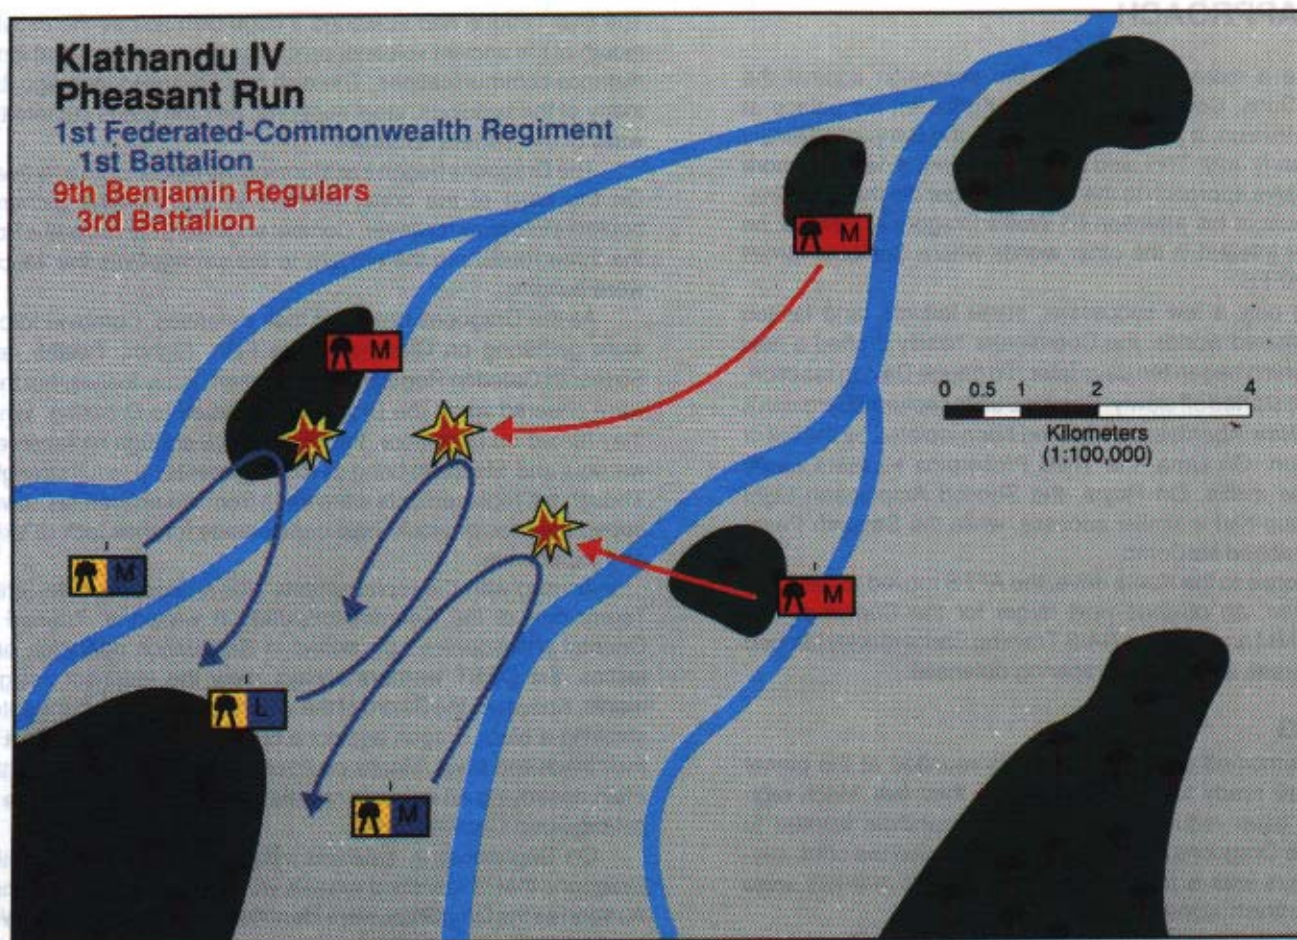 Klathandu IV
Pheasant Run
1st Federated-Commonwealth Regiment
1st Battalion
9th Benjamin Regulars
3rd Battalion
M
M
0 0.5 1 2 4
Kilometers
(1:100,000)
M
M
L
M